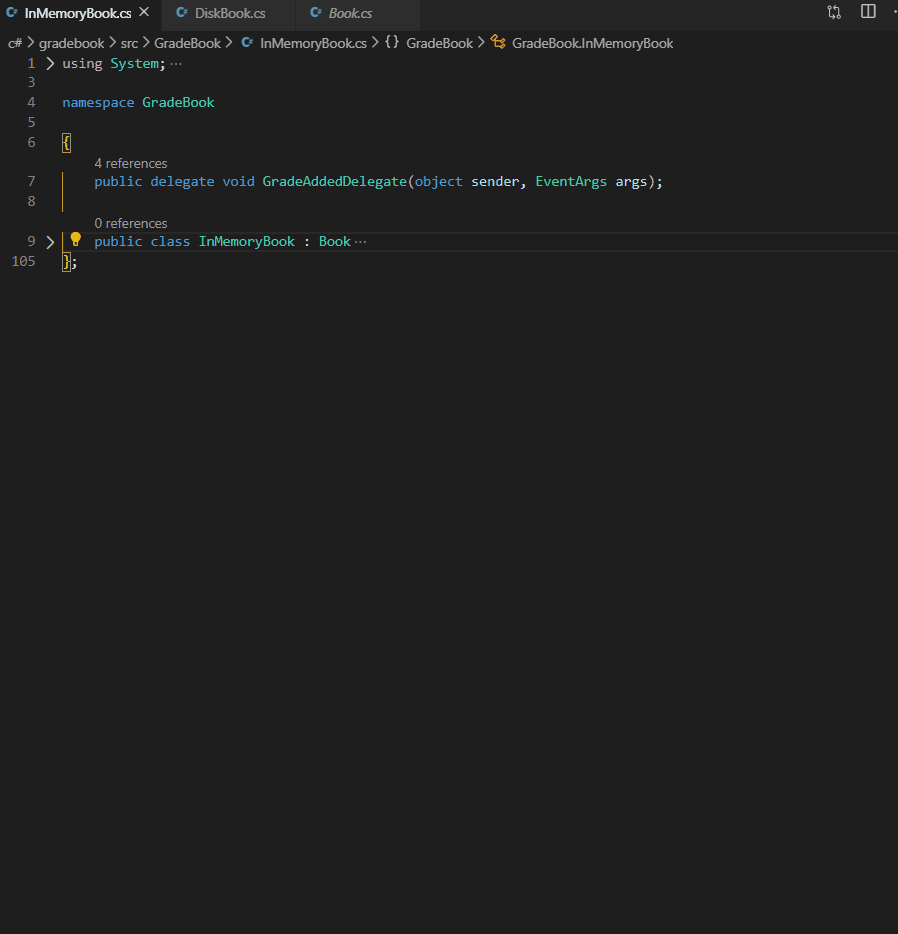 InMemoryBook.cs DiskBook.cs Book.cs
c# > gradebook > src > GradeBook > InMemoryBook.cs > {} GradeBook > GradeBook.InMemoryBook
1 using System; ···
3
4 namespace GradeBook
5
6 {
4 references
7 public delegate void GradeAddedDelegate(object sender, EventArgs args);
8
0 references
9 public class InMemoryBook : Book ···
105 };